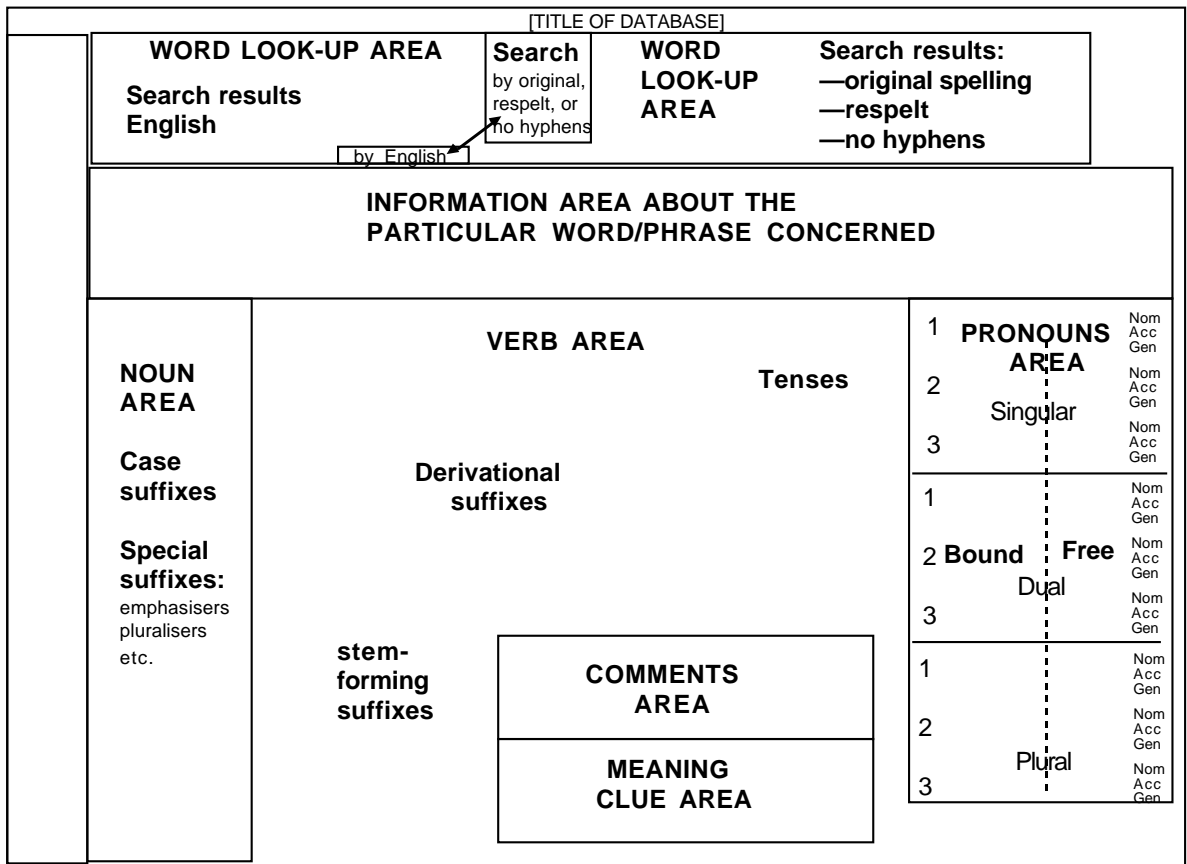 [TITLE OF DATABASE]
WORD LOOK-UP AREA
Search results
English
by English
Search
by original,
respelt, or
no hyphens
WORD
LOOK-UP
AREA
Search results:
—original spelling
—respelt
—no hyphens
INFORMATION AREA ABOUT THE
PARTICULAR WORD/PHRASE CONCERNED
NOUN
AREA
Case
suffixes
Special
suffixes:
emphasisers
pluralisers
etc.
VERB AREA
Tenses
Derivational
suffixes
stem-
forming
suffixes
COMMENTS
AREA
MEANING
CLUE AREA
PRONOUNS
AREA
1
Nom
Acc
Gen
2
Singular
Nom
Acc
Gen
3
Nom
Acc
Gen
1
Nom
Acc
Gen
2 Bound Free
Dual
Nom
Acc
Gen
3
Nom
Acc
Gen
1
Nom
Acc
Gen
2
Nom
Acc
Gen
Plural
3
Nom
Acc
Gen